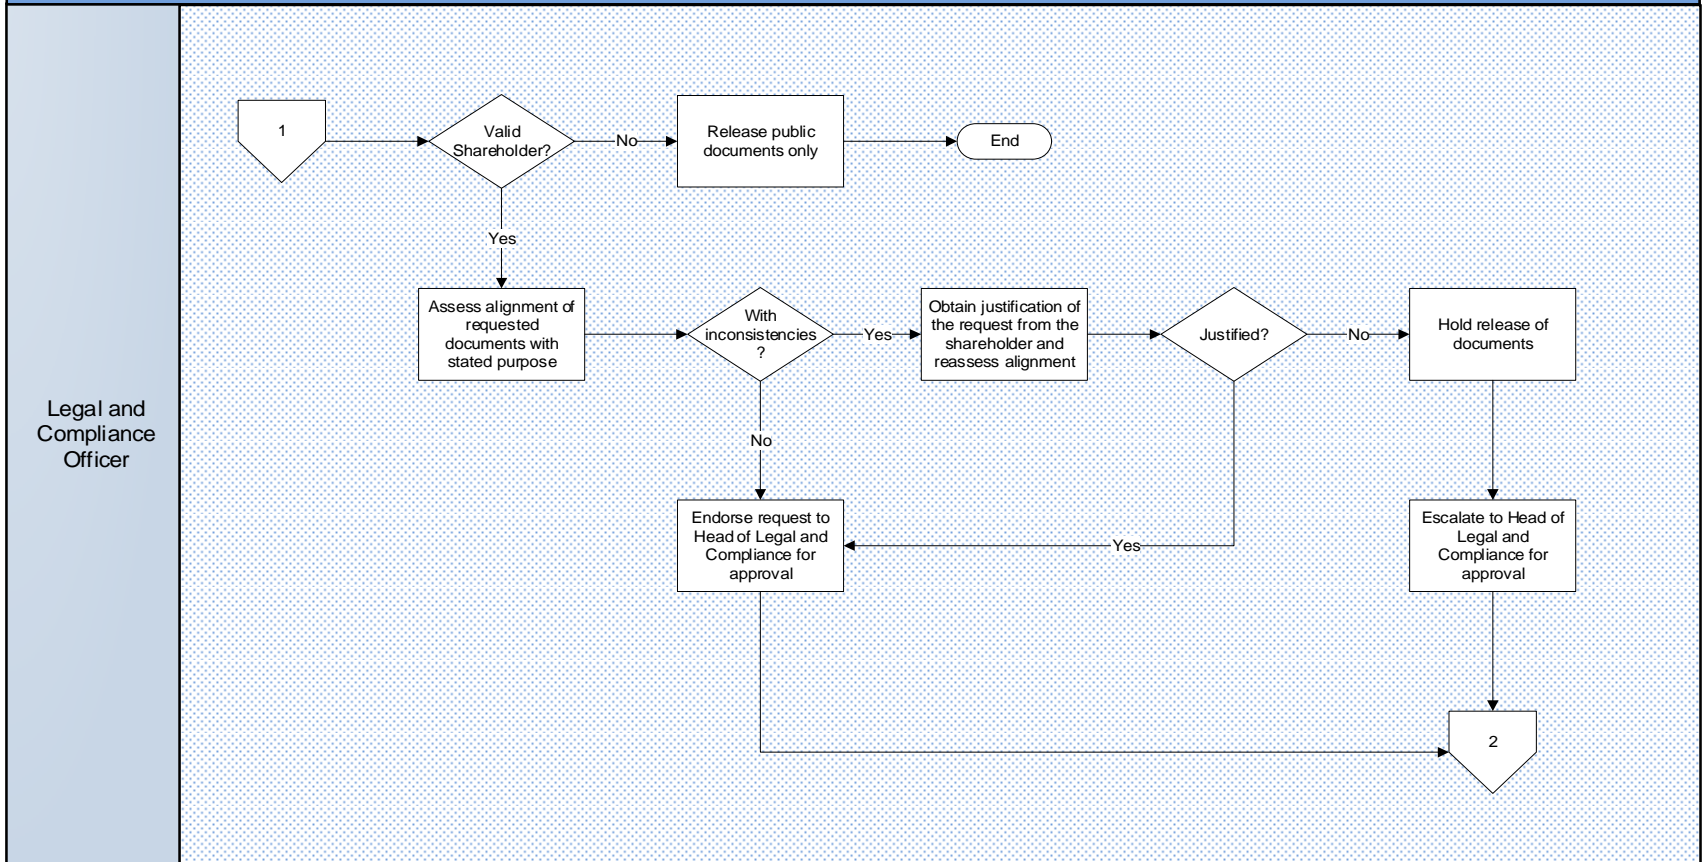 1
Valid
Shareholder?
No
Release public
documents only
End
Yes
Assess alignment of
requested
documents with
stated purpose
With
inconsistencies
?
Yes
Obtain justification of
the request from the
shareholder and
reassess alignment
Justified?
No
Hold release of
documents
Legal and
Compliance
Officer
No
Endorse request to
Head of Legal and
Compliance for
approval
Yes
Escalate to Head of
Legal and
Compliance for
approval
2